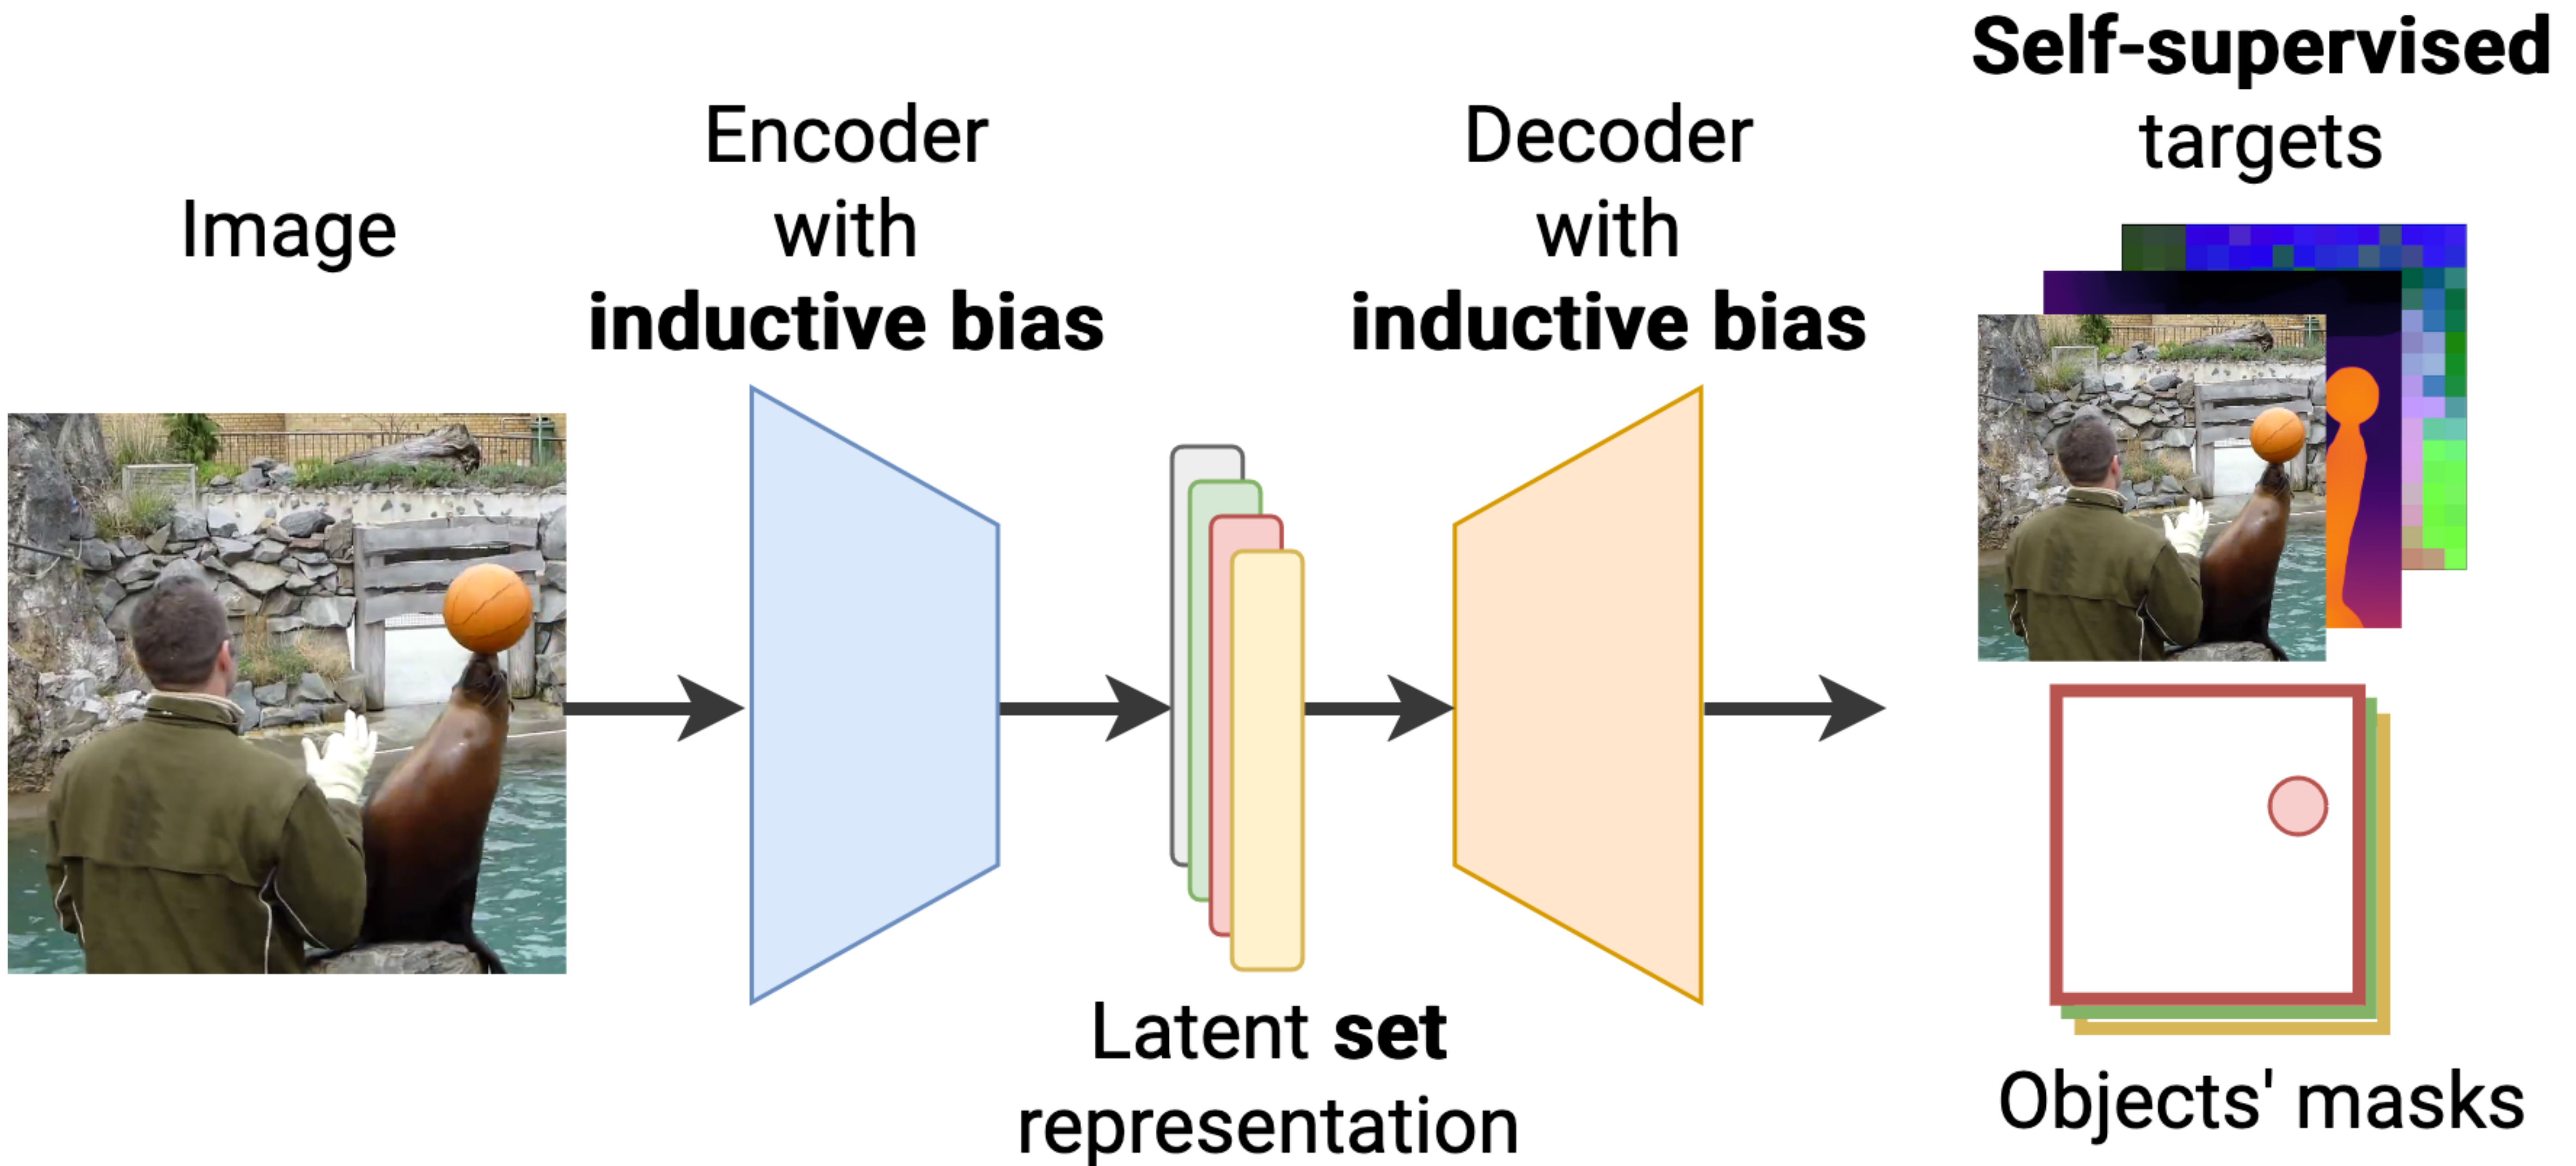 Image
Encoder
with
inductive bias
Latent set
representation
Decoder
with
inductive bias
Self-supervised
targets
Objects' masks